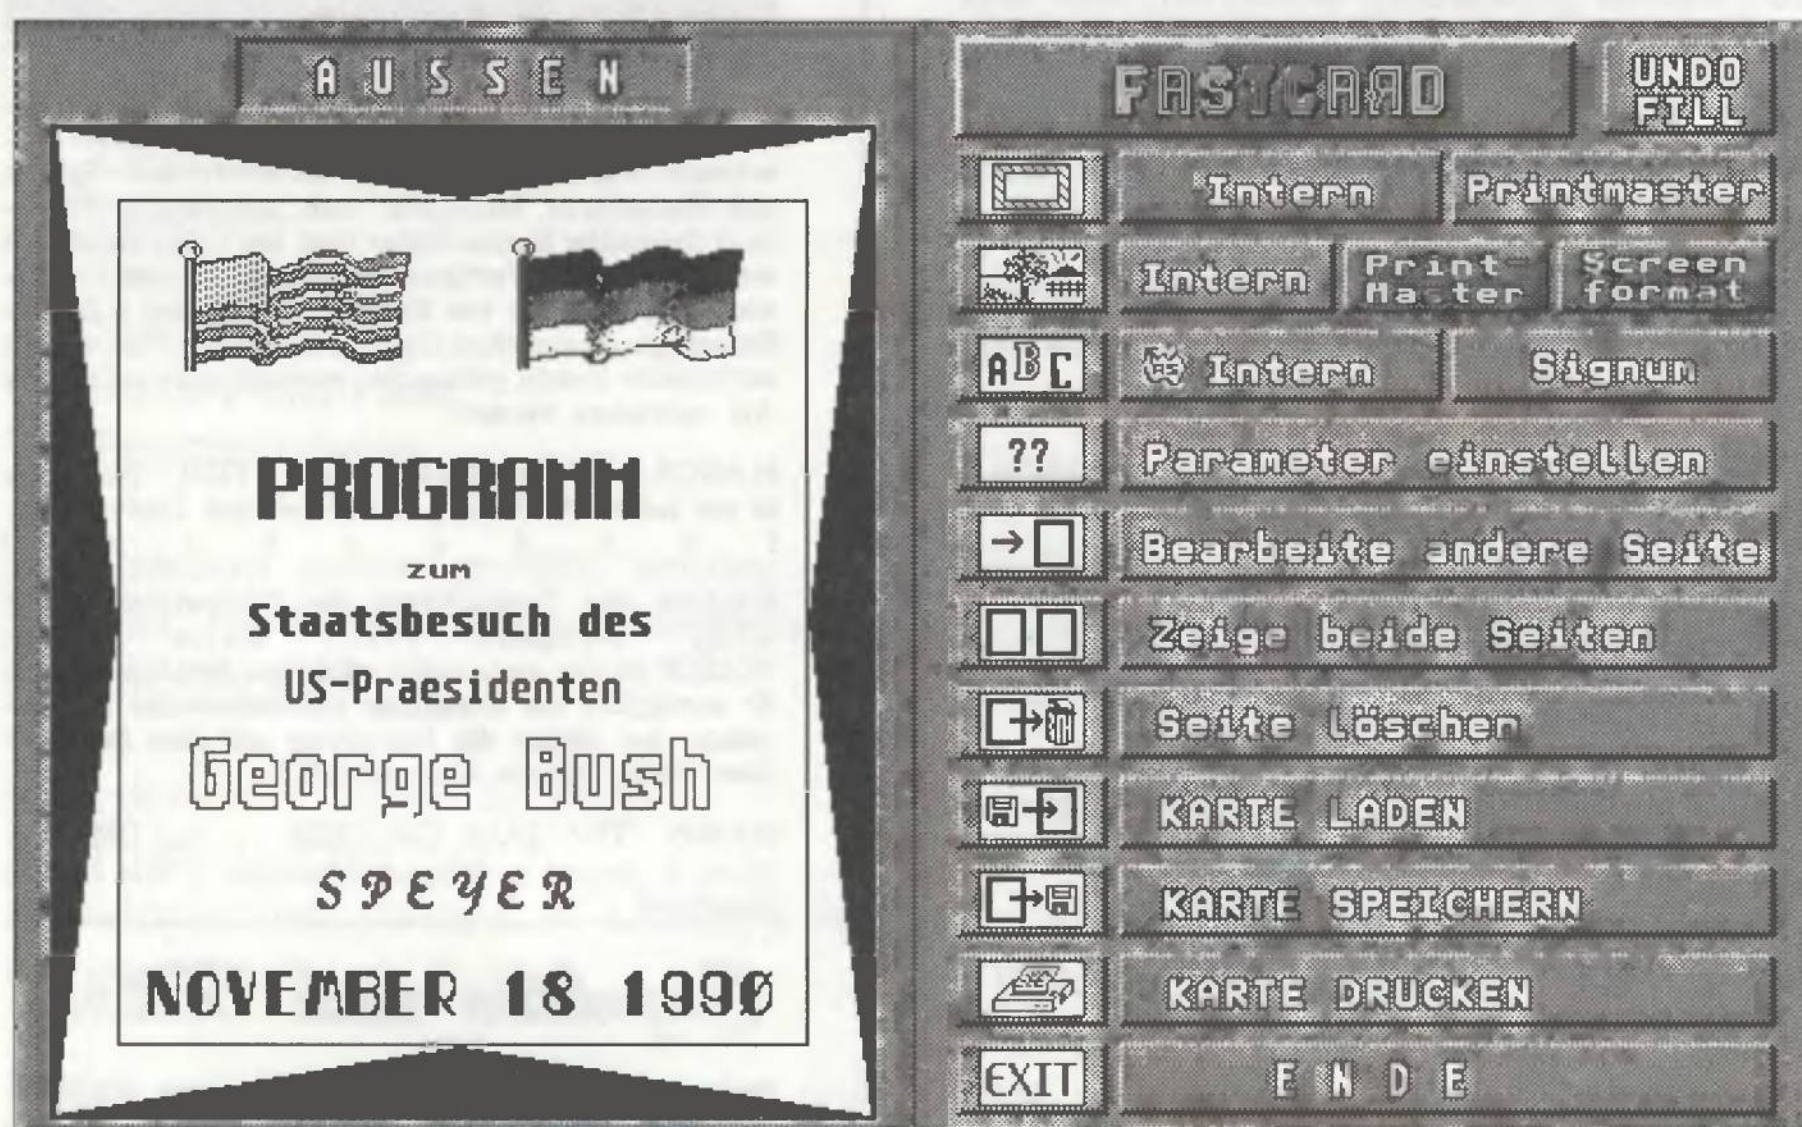 AUSSEN
PROGRAMM
zum
Staatsbesuch des
US-Praesidenten
George Bush
SPEYER
NOVEMBER 18 1990
FASTCARD
UNDO
FILL
Intern
Printmaster
Intern
Print-
Master
Screen
format
ABC
Intern
Signum
??
Parameter einstellen
Bearbeite andere Seite
Zeige beide Seiten
Seite löschen
KARTE LADEN
KARTE SPEICHERN
KARTE DRUCKEN
EXIT
ENDE